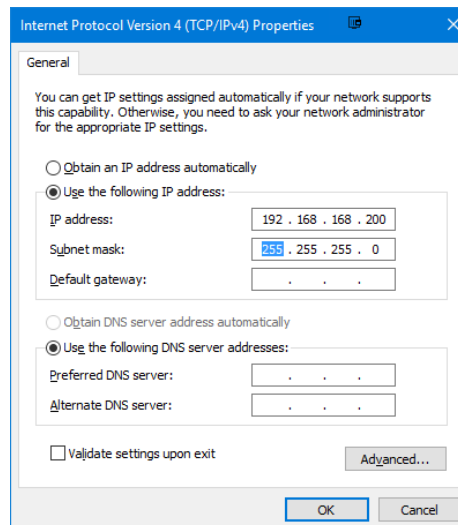 Internet Protocol Version 4 (TCP/IPv4) Properties
General
You can get IP settings assigned automatically if your network supports
this capability. Otherwise, you need to ask your network administrator
for the appropriate IP settings.
Obtain an IP address automatically
Use the following IP address:
IP address: 192 . 168 . 168 . 200
Subnet mask: 255 . 255 . 255 . 0
Default gateway: . . .
Obtain DNS server address automatically
Use the following DNS server addresses:
Preferred DNS server: . . .
Alternate DNS server: . . .
Validate settings upon exit
Advanced...
OK Cancel